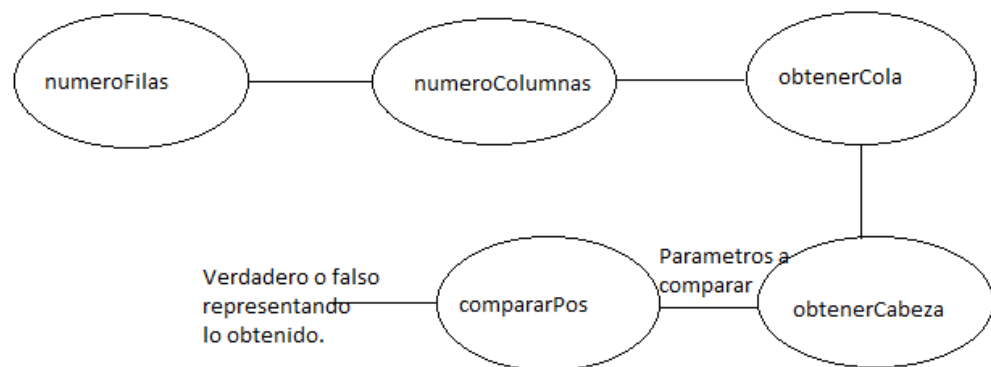 numeroFilas
numeroColumnas
obtenerCola
Parametros a
comparar
obtenerCabeza
compararPos
Verdadero o falso
representando
lo obtenido.